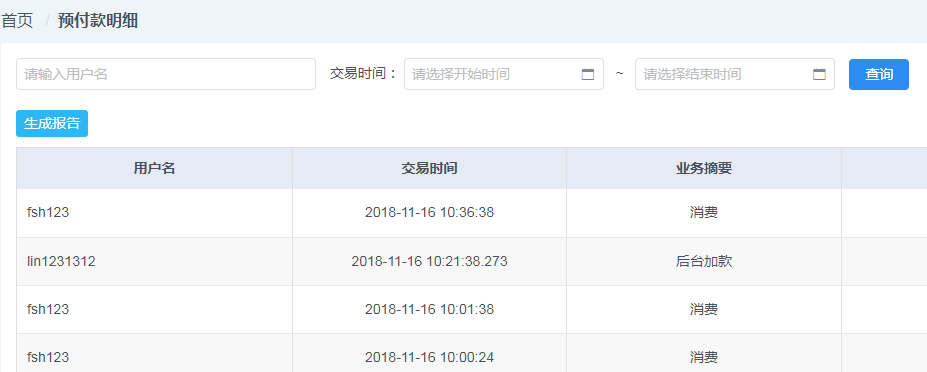 首页 / 预付款明细
请输入用户名 交易时间： 请选择开始时间 ~ 请选择结束时间 查询
生成报告
用户名 交易时间 业务摘要
fsh123 2018-11-16 10:36:38 消费
lin1231312 2018-11-16 10:21:38.273 后台加款
fsh123 2018-11-16 10:01:38 消费
fsh123 2018-11-16 10:00:24 消费